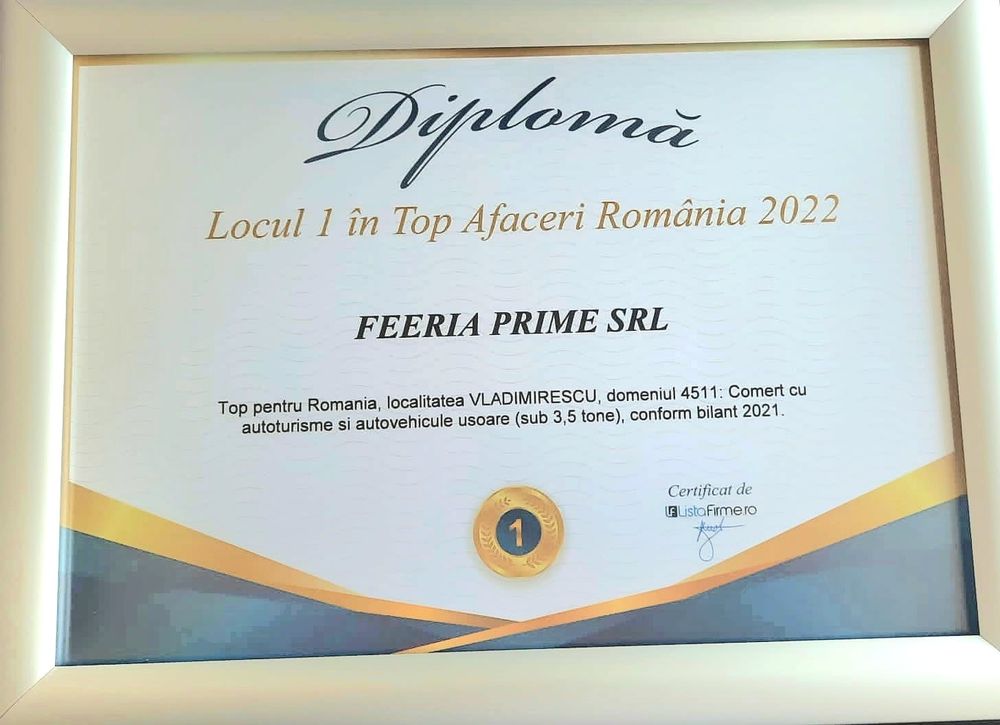 Diplomă
Locul 1 în Top Afaceri România 2022
FEERIA PRIME SRL
Top pentru Romania, localitatea VLADIMIRESCU, domeniul 4511: Comert cu
autoturisme si autovehicule usoare (sub 3,5 tone), conform bilant 2021.
1
Certificat de
lf ListaFirme.ro